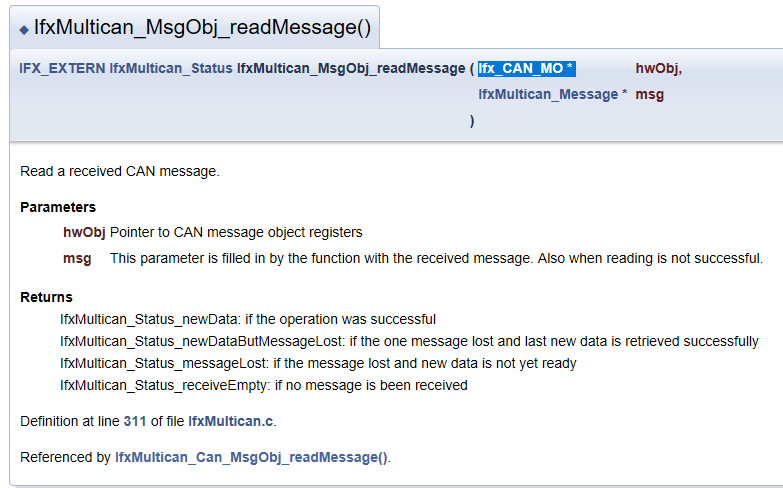 IfxMultican_MsgObj_readMessage()
IFX_EXTERN IfxMultican_Status IfxMultican_MsgObj_readMessage ( Ifx_CAN_MO * hwObj,
IfxMultican_Message * msg
)
Read a received CAN message.
Parameters
hwObj Pointer to CAN message object registers
msg This parameter is filled in by the function with the received message. Also when reading is not successful.
Returns
IfxMultican_Status_newData: if the operation was successful
IfxMultican_Status_newDataButMessageLost: if the one message lost and last new data is retrieved successfully
IfxMultican_Status_messageLost: if the message lost and new data is not yet ready
IfxMultican_Status_receiveEmpty: if no message is been received
Definition at line 311 of file IfxMultican.c.
Referenced by IfxMultican_Can_MsgObj_readMessage().